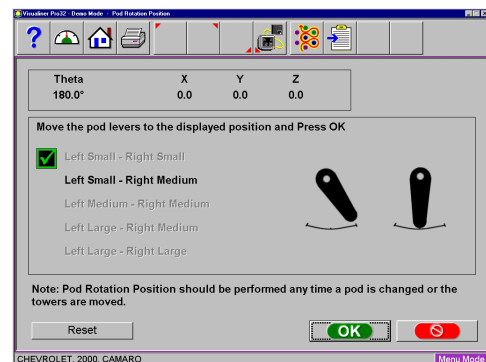 Visualiner Pro32 - Demo Mode - Pod Rotation Position
?
Theta X Y Z
180.0° 0.0 0.0 0.0
Move the pod levers to the displayed position and Press OK
Left Small - Right Small
Left Small - Right Medium
Left Medium - Right Medium
Left Large - Right Medium
Left Large - Right Large
Note: Pod Rotation Position should be performed any time a pod is changed or the
towers are moved.
Reset OK
CHEVROLET, 2000, CAMARO Menu Mode